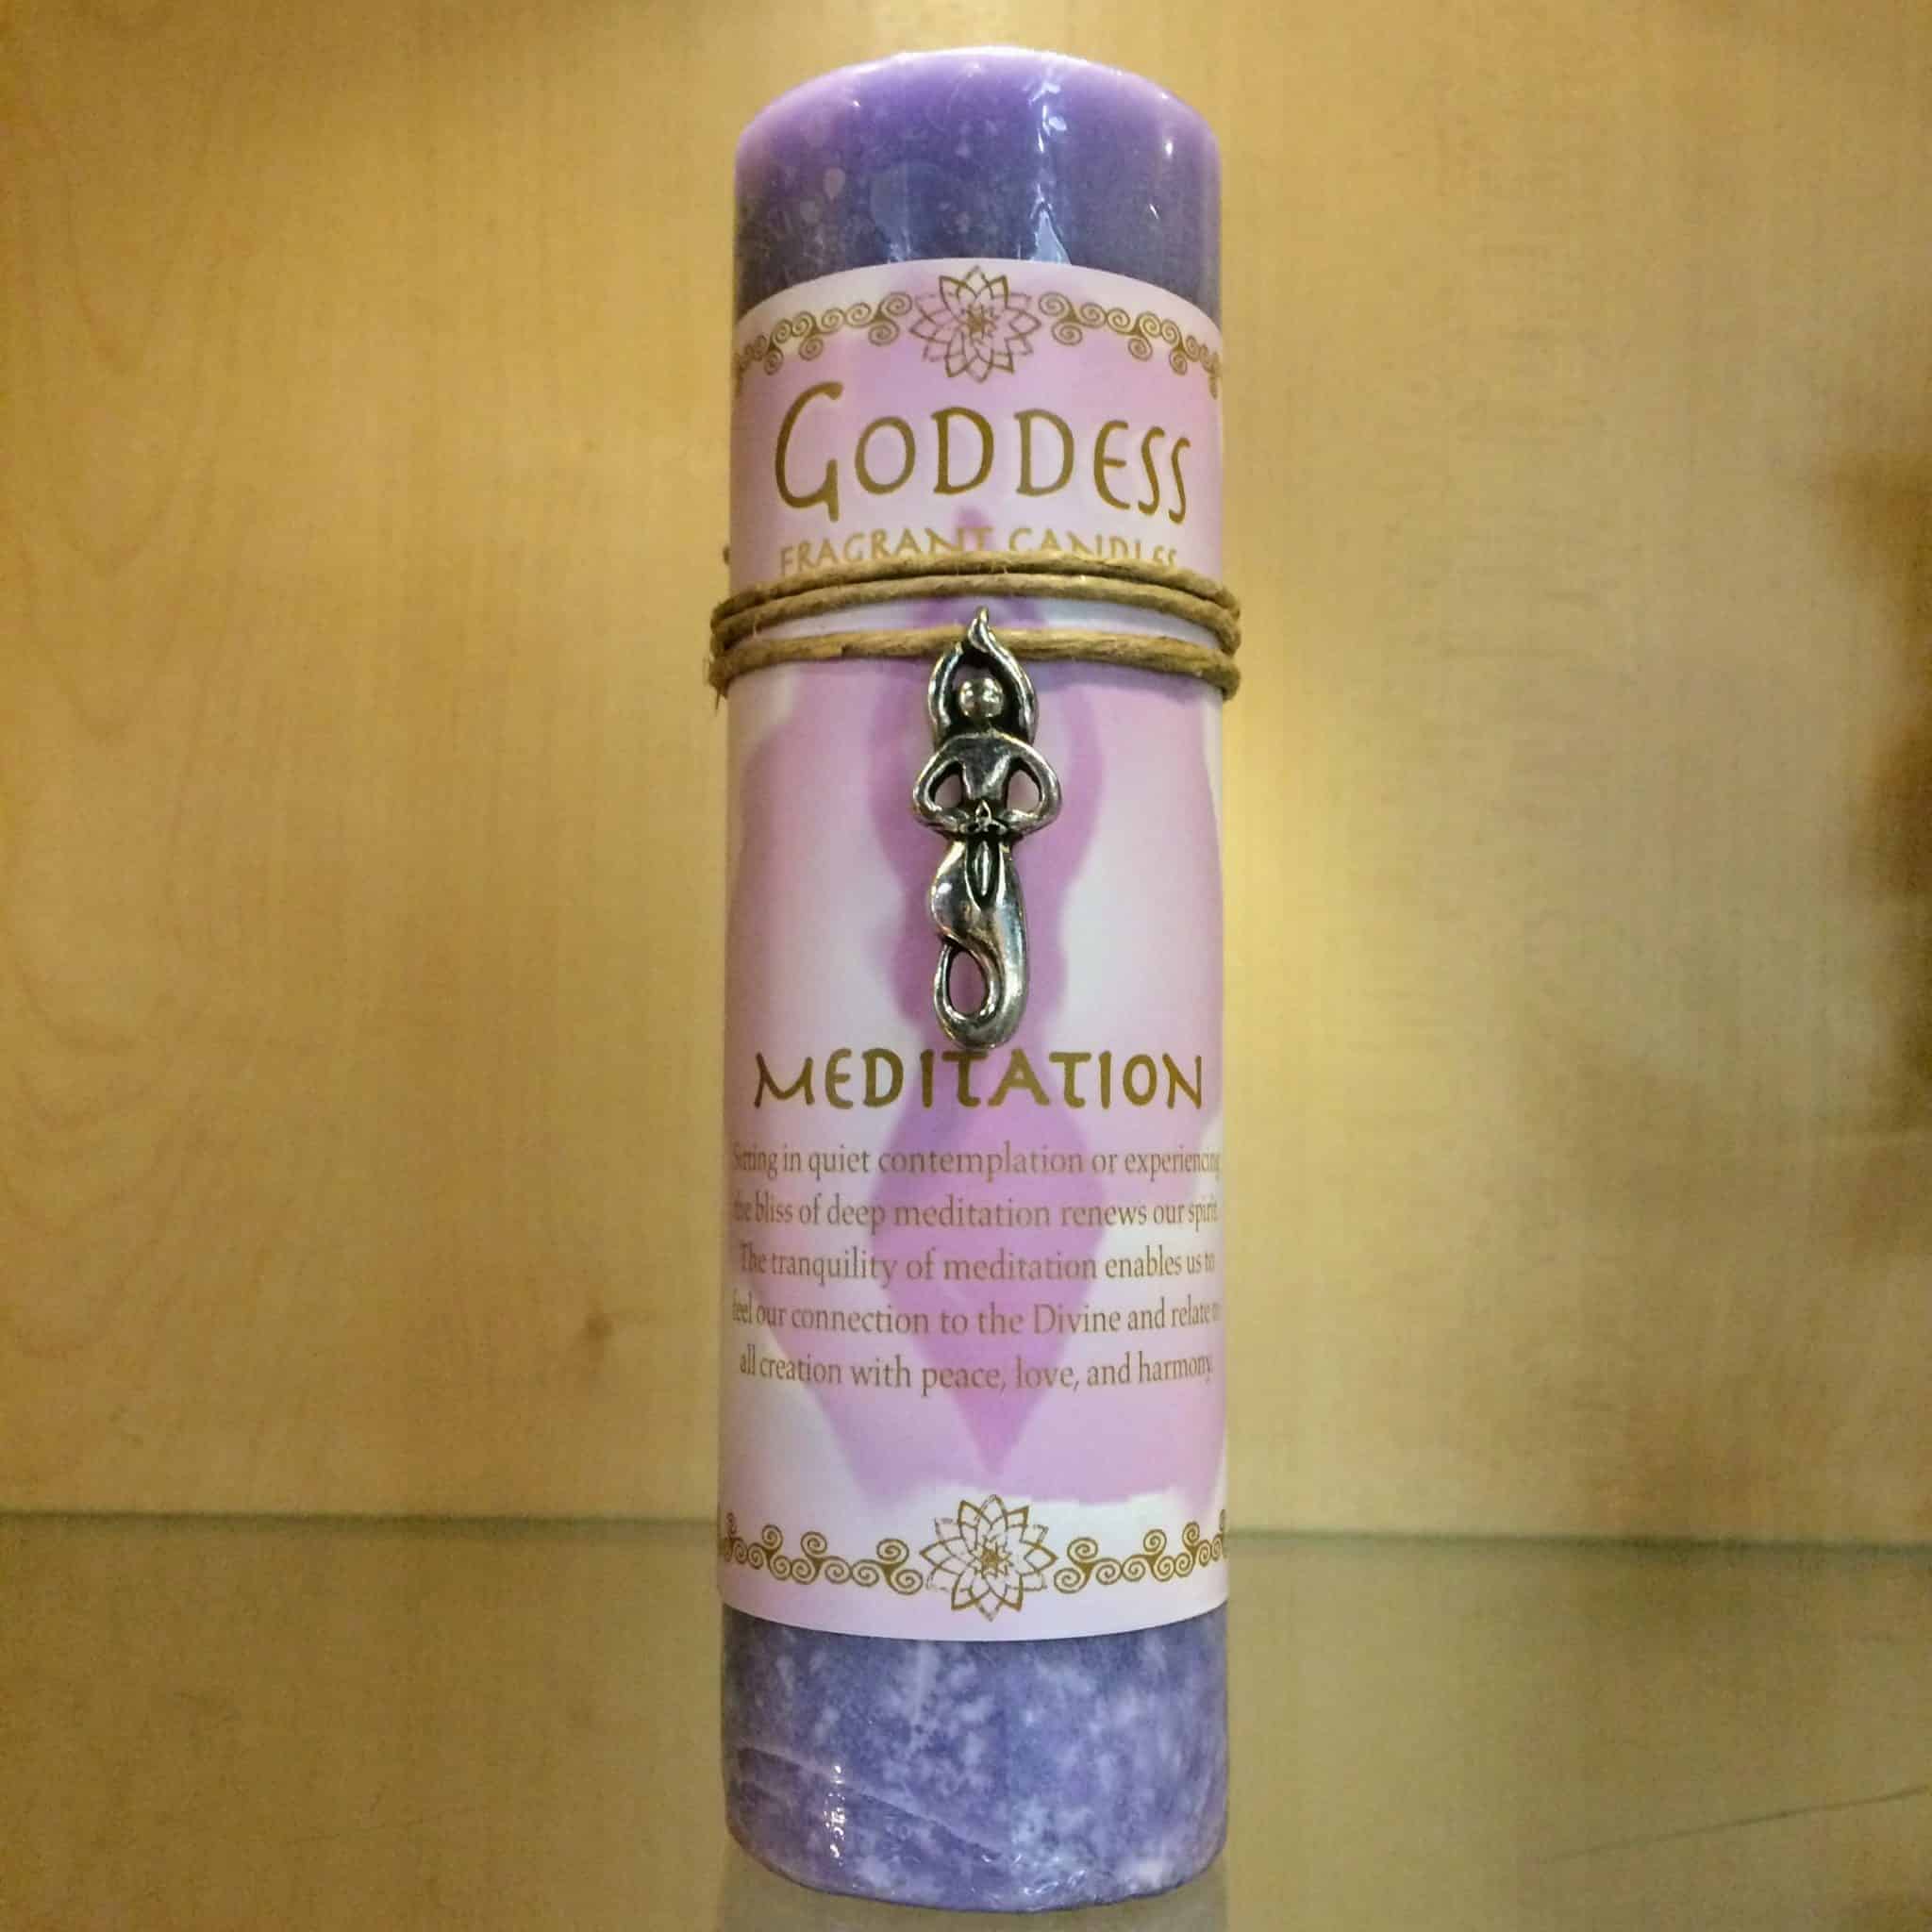 GODDESS
FRAGRANT CANDLES
MEDITATION
Sitting in quiet contemplation or experiencing
the bliss of deep meditation renews our spirit.
The tranquility of meditation enables us to
feel our connection to the Divine and relate to
all creation with peace, love, and harmony.